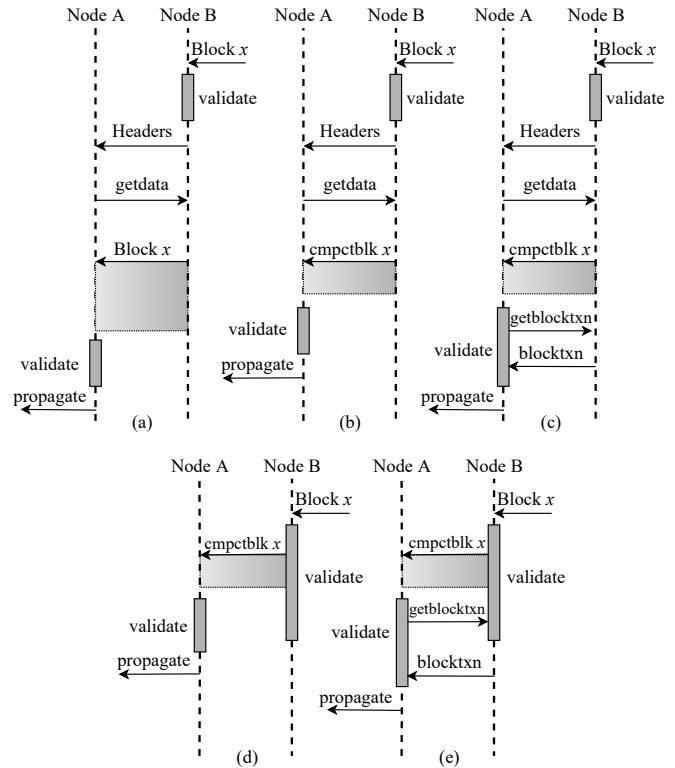 Node A Node B
Block x
validate
Headers
getdata
Block x
validate
propagate
(a)
Node A Node B
Block x
validate
Headers
getdata
cmpctblk x
validate
propagate
(b)
Node A Node B
Block x
validate
Headers
getdata
cmpctblk x
getblocktxn
validate
blocktxn
propagate
(c)
Node A Node B
Block x
cmpctblk x
validate
validate
propagate
(d)
Node A Node B
Block x
cmpctblk x
validate
getblocktxn
validate
blocktxn
propagate
(e)